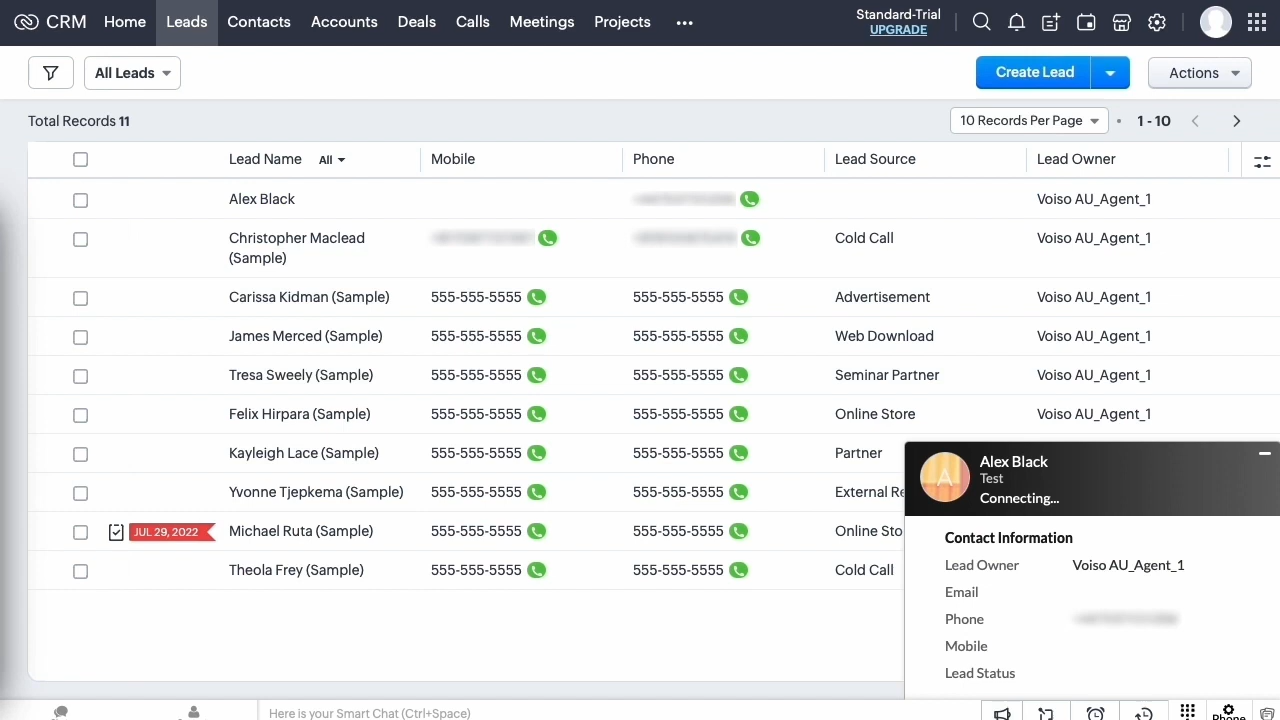 CRM Home Leads Contacts Accounts Deals Calls Meetings Projects ••• Standard-Trial
UPGRADE
All Leads Create Lead Actions
Total Records 11 10 Records Per Page • 1 - 10
Lead Name All Mobile Phone Lead Source Lead Owner
Alex Black Voiso AU_Agent_1
Christopher Maclead Cold Call Voiso AU_Agent_1
(Sample)
Carissa Kidman (Sample) 555-555-5555 555-555-5555 Advertisement Voiso AU_Agent_1
James Merced (Sample) 555-555-5555 555-555-5555 Web Download Voiso AU_Agent_1
Tresa Sweely (Sample) 555-555-5555 555-555-5555 Seminar Partner Voiso AU_Agent_1
Felix Hirpara (Sample) 555-555-5555 555-555-5555 Online Store Voiso AU_Agent_1
Kayleigh Lace (Sample) 555-555-5555 555-555-5555 Partner
Yvonne Tjepkema (Sample) 555-555-5555 555-555-5555 External Re
JUL 29, 2022 Michael Ruta (Sample) 555-555-5555 555-555-5555 Online Sto
Theola Frey (Sample) 555-555-5555 555-555-5555 Cold Call
A Alex Black
Test
Connecting...
Contact Information
Lead Owner Voiso AU_Agent_1
Email
Phone
Mobile
Lead Status
Here is your Smart Chat (Ctrl+Space) Phone